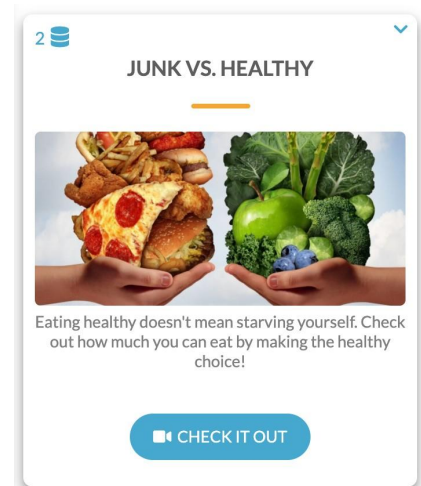 2
JUNK VS. HEALTHY
Eating healthy doesn't mean starving yourself. Check
out how much you can eat by making the healthy
choice!
CHECK IT OUT